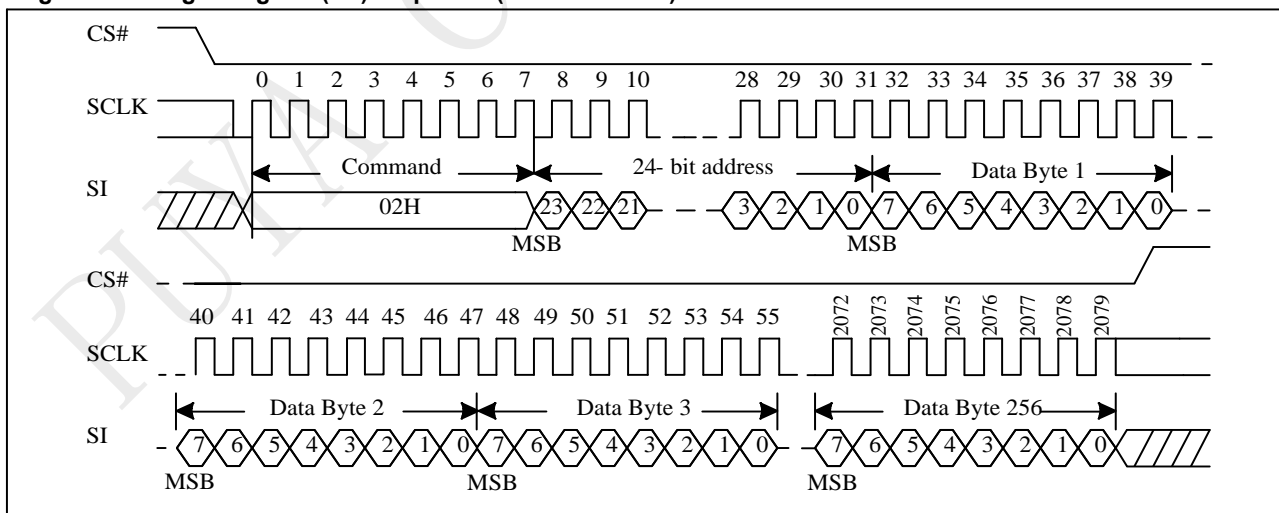 CS#
0 1 2 3 4 5 6 7 8 9 10 28 29 30 31 32 33 34 35 36 37 38 39
SCLK
Command 24- bit address Data Byte 1
SI
02H 23 22 21 3 2 1 0 7 6 5 4 3 2 1 0
MSB MSB
CS#
40 41 42 43 44 45 46 47 48 49 50 51 52 53 54 55 2072 2073 2074 2075 2076 2077 2078 2079
SCLK
Data Byte 2 Data Byte 3 Data Byte 256
SI
7 6 5 4 3 2 1 0 7 6 5 4 3 2 1 0 7 6 5 4 3 2 1 0
MSB MSB MSB
PUYA